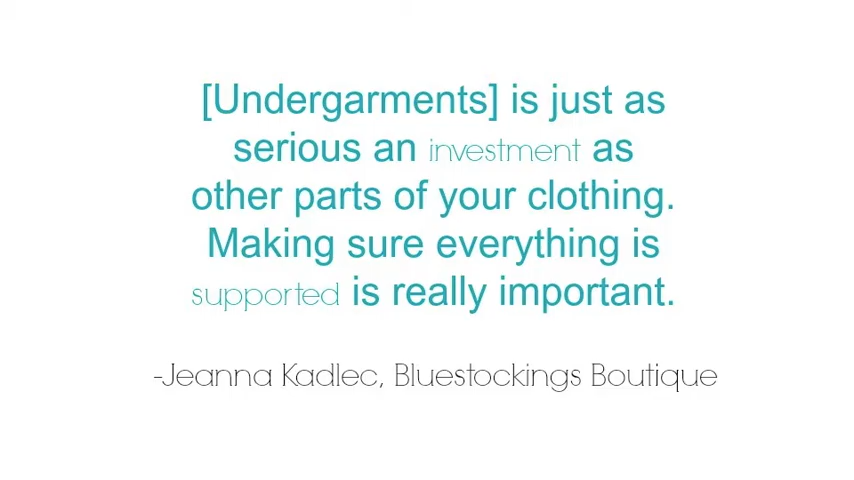 [Undergarments] is just as
serious an investment as
other parts of your clothing.
Making sure everything is
supported is really important.
-Jeanna Kadlec, Bluestockings Boutique